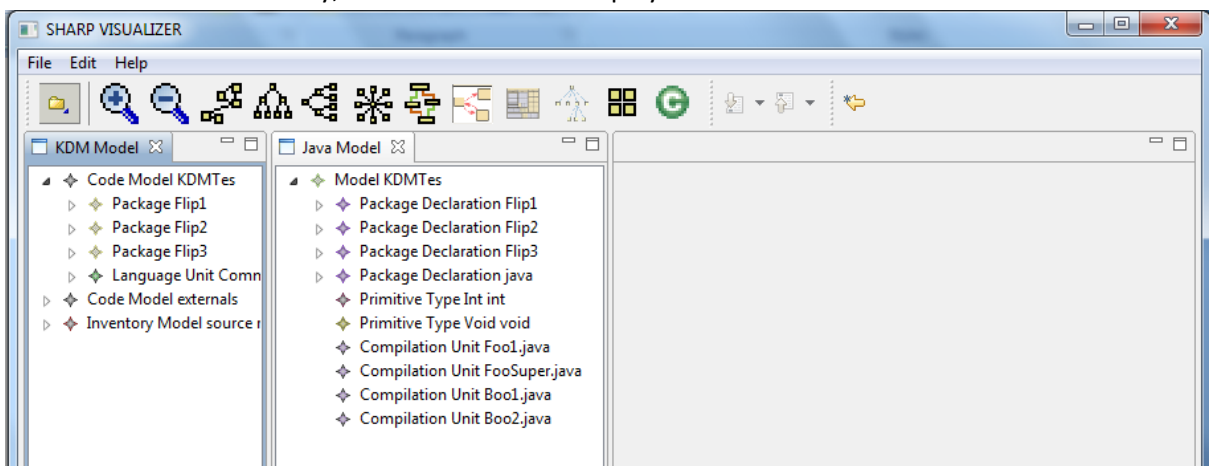 SHARP VISUALIZER
File Edit Help
KDM Model
Code Model KDMTes
Package Flip1
Package Flip2
Package Flip3
Language Unit Comn
Code Model externals
Inventory Model source r
Java Model
Model KDMTes
Package Declaration Flip1
Package Declaration Flip2
Package Declaration Flip3
Package Declaration java
Primitive Type Int int
Primitive Type Void void
Compilation Unit Foo1.java
Compilation Unit FooSuper.java
Compilation Unit Boo1.java
Compilation Unit Boo2.java